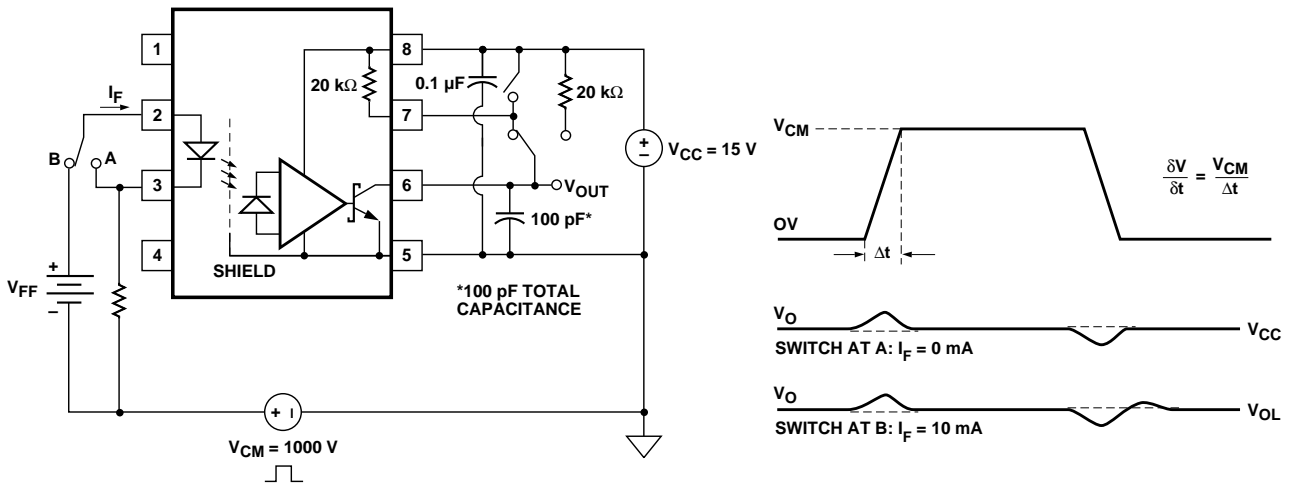 1
8
20 kΩ
0.1 µF
20 kΩ
I_F
2
7
B
A
V_CC = 15 V
3
6
V_OUT
100 pF*
4
5
SHIELD
V_FF
+
–
*100 pF TOTAL
CAPACITANCE
+
–
+ –
V_CM = 1000 V
V_CM
OV
Δt
δV/δt = V_CM/Δt
V_O
V_CC
SWITCH AT A: I_F = 0 mA
V_O
V_OL
SWITCH AT B: I_F = 10 mA